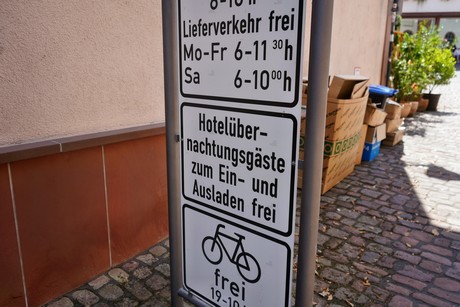 Lieferverkehr frei
Mo-Fr 6-11 30 h
Sa 6-10 00 h
Hotelüber-
nachtungsgäste
zum Ein- und
Ausladen frei
frei